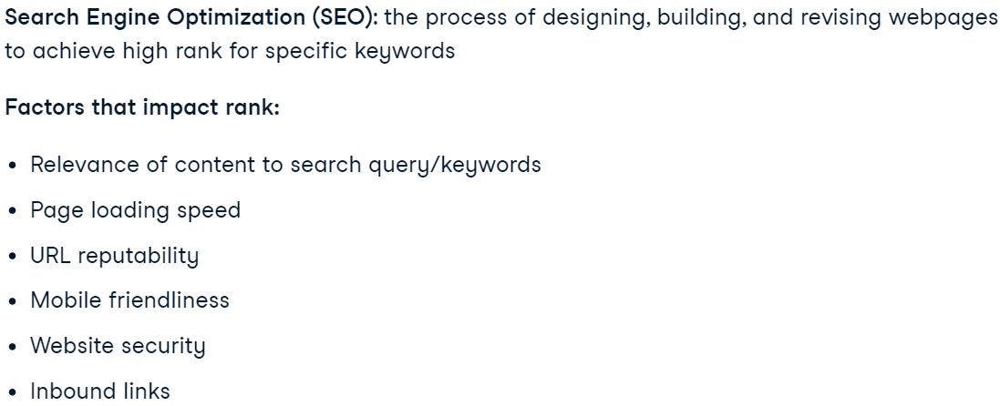 Search Engine Optimization (SEO): the process of designing, building, and revising webpages
to achieve high rank for specific keywords
Factors that impact rank:
• Relevance of content to search query/keywords
• Page loading speed
• URL reputability
• Mobile friendliness
• Website security
• Inbound links